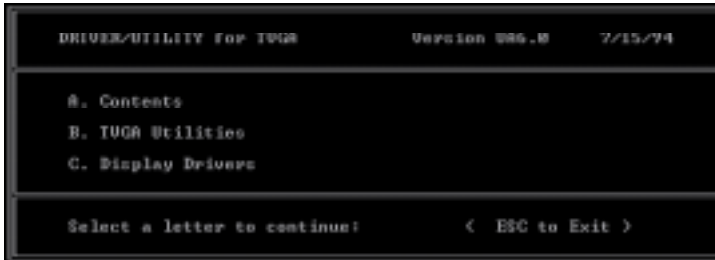 DRIVER/UTILITY for TVGA Version UA6.0 7/15/94
A. Contents
B. TVGA Utilities
C. Display Drivers
Select a letter to continue: < ESC to Exit >